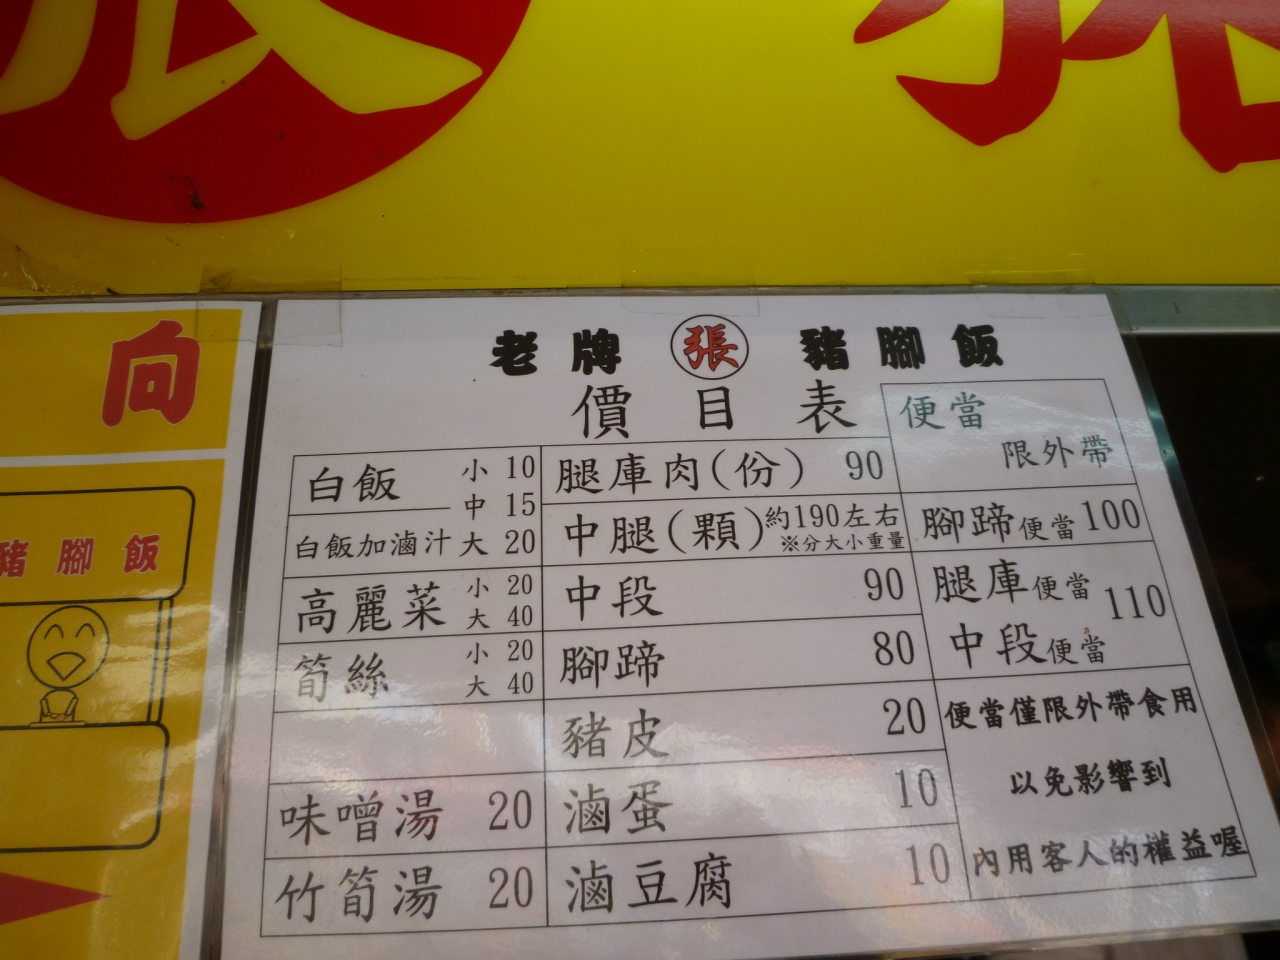 張
向
豬腳飯
老牌 張 豬腳飯
價目表
白飯 小 10
中 15
白飯加滷汁 大 20
高麗菜 小 20
大 40
筍絲 小 20
大 40
味噌湯 20
竹筍湯 20
腿庫肉(份) 90
中腿(顆) 約190左右
※分大小重量
中段 90
腳蹄 80
豬皮 20
滷蛋 10
滷豆腐 10
便當
限外帶
腳蹄便當 100
腿庫便當 110
中段便當
便當僅限外帶食用
以免影響到
內用客人的權益喔